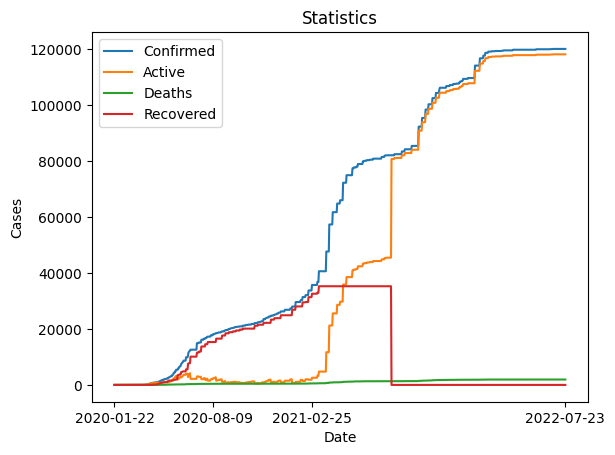 Statistics
Confirmed
Active
Deaths
Recovered
120000
100000
80000
60000
40000
20000
0
Cases
2020-01-22 2020-08-09 2021-02-25 2022-07-23
Date